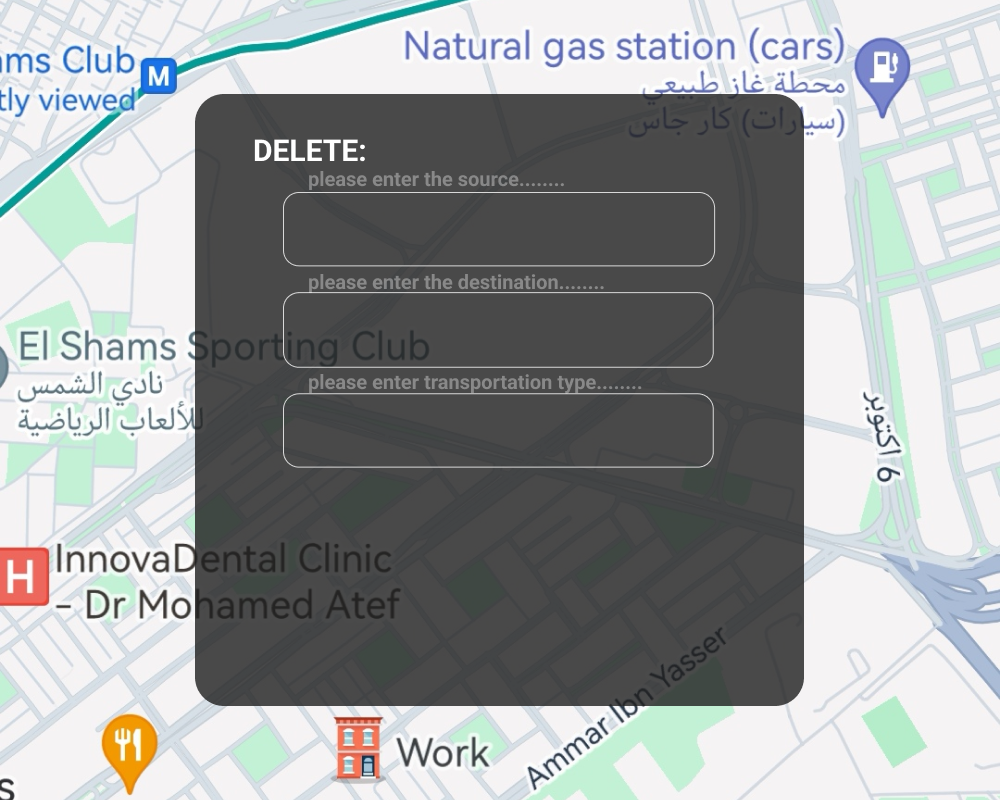 Natural gas station (cars)
محطة غاز طبيعي
(سيارات) كار جاس
ms Club
tly viewed
M
DELETE:
please enter the source........
please enter the destination........
El Shams Sporting Club
نادي الشمس
للألعاب الرياضية
please enter transportation type........
6 اكتوبر
H
InnovaDental Clinic
- Dr Mohamed Atef
Ammar Ibn Yasser
Work
s